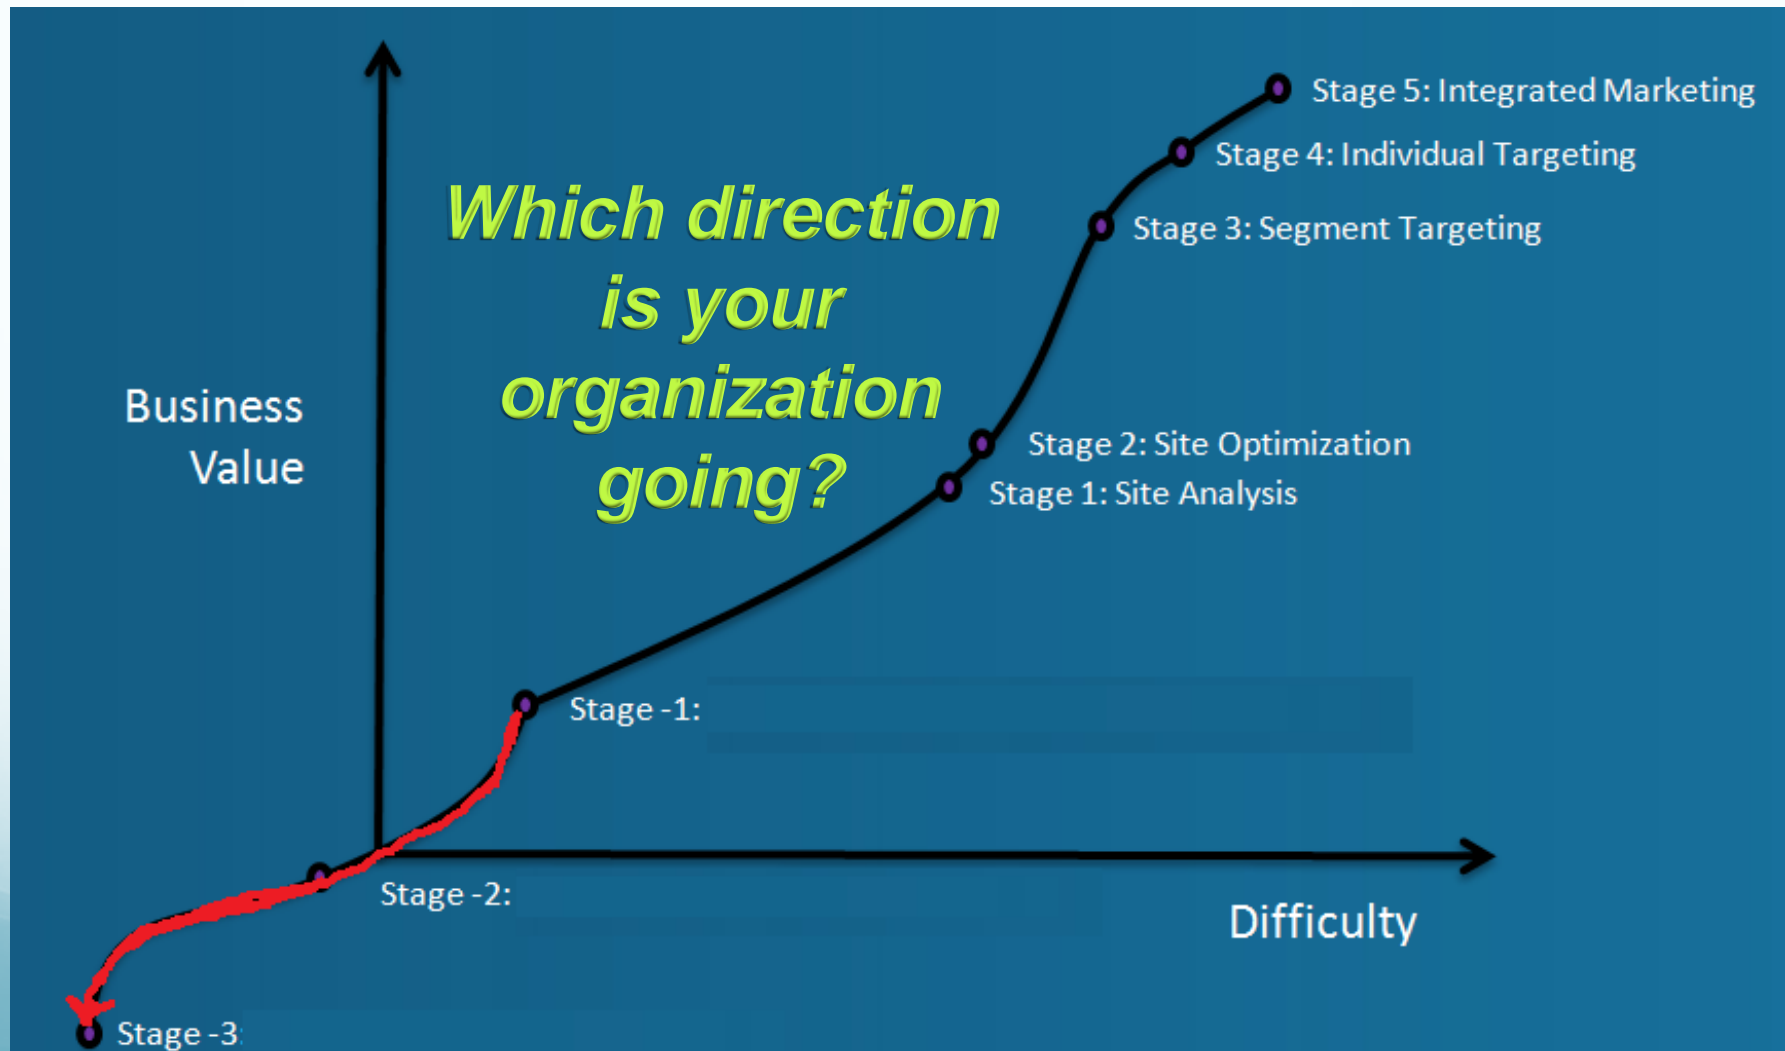 Stage 5: Integrated Marketing
Stage 4: Individual Targeting
Which direction
is your
organization
going?
Stage 3: Segment Targeting
Business
Value
Stage 2: Site Optimization
Stage 1: Site Analysis
Stage -1:
Stage -2:
Difficulty
Stage -3: